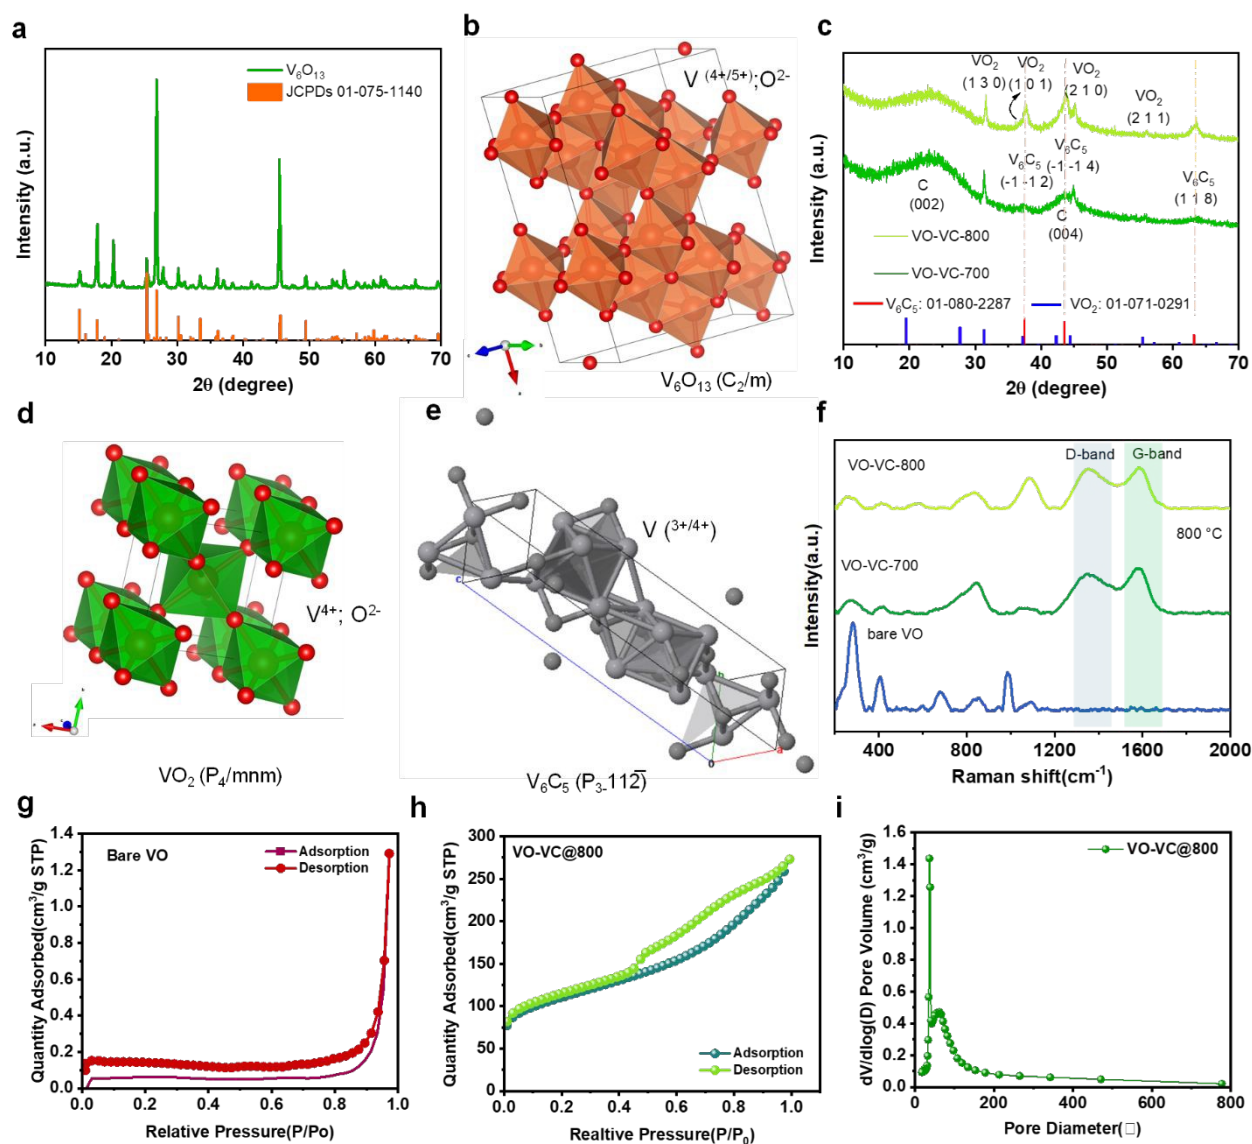 a
Intensity (a.u.)
V₆O₁₃
JCPDs 01-075-1140
10 20 30 40 50 60 70
2θ (degree)
b
V (4+/5+);O2-
V₆O₁₃ (C₂/m)
c
Intensity (a.u.)
VO₂
(1 3 0)
VO₂
(1 0 1)
VO₂
(2 1 0)
VO₂
(2 1 1)
V₆C₅
(-1 -1 2)
V₆C₅
(-1 -1 4)
V₆C₅
(1 1 8)
C
(002)
C
(004)
VO-VC-800
VO-VC-700
V₆C₅: 01-080-2287
VO₂: 01-071-0291
10 20 30 40 50 60 70
2θ (degree)
d
V4+; O2-
VO₂ (P₄/mnm)
e
V (3+/4+)
c
b
0
a
V₆C₅ (P₃-112̅)
f
Intensity(a.u.)
D-band
G-band
VO-VC-800
800 °C
VO-VC-700
bare VO
400 800 1200 1600 2000
Raman shift(cm-1)
g
Quantity Adsorbed(cm3/g STP)
1.4
1.2
1.0
0.8
0.6
0.4
0.2
0.0
Bare VO
Adsorption
Desorption
0.0 0.2 0.4 0.6 0.8 1.0
Relative Pressure(P/Po)
h
Quantity Adsorbed(cm3/g STP)
300
250
200
150
100
50
0
VO-VC@800
Adsorption
Desorption
0.0 0.2 0.4 0.6 0.8 1.0
Realtive Pressure(P/P₀)
i
dV/dlog(D) Pore Volume (cm3/g)
1.6
1.4
1.2
1.0
0.8
0.6
0.4
0.2
0.0
VO-VC@800
0 200 400 600 800
Pore Diameter(□)